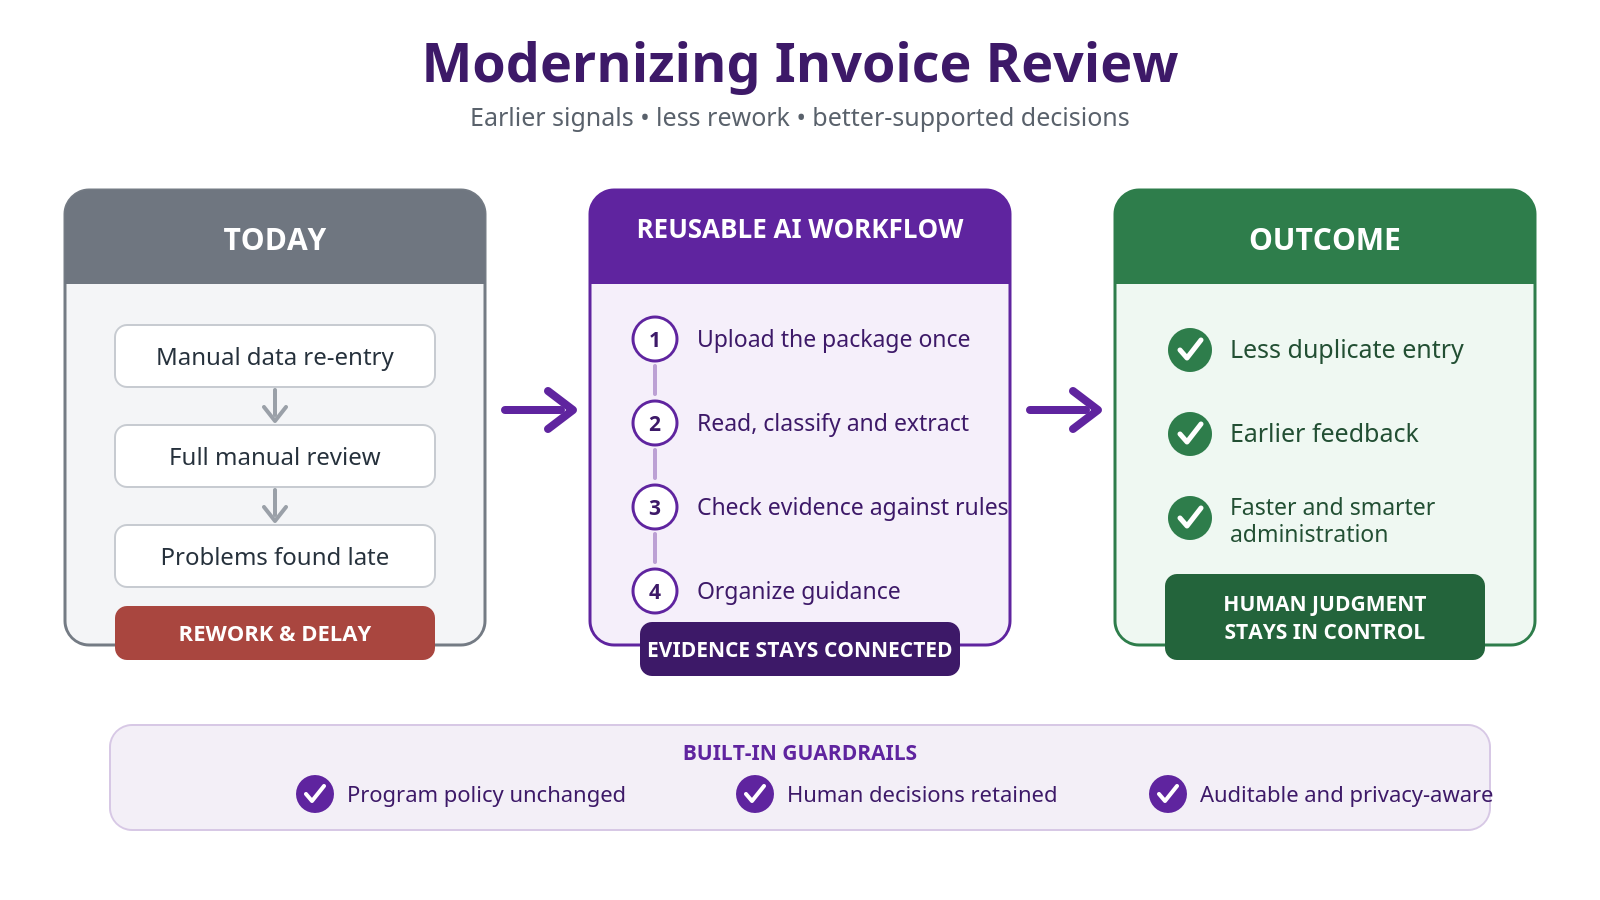 Modernizing Invoice Review
Earlier signals • less rework • better-supported decisions
TODAY
Manual data re-entry
Full manual review
Problems found late
REWORK & DELAY
REUSABLE AI WORKFLOW
1 Upload the package once
2 Read, classify and extract
3 Check evidence against rules
4 Organize guidance
EVIDENCE STAYS CONNECTED
OUTCOME
Less duplicate entry
Earlier feedback
Faster and smarter
administration
HUMAN JUDGMENT
STAYS IN CONTROL
BUILT-IN GUARDRAILS
Program policy unchanged
Human decisions retained
Auditable and privacy-aware